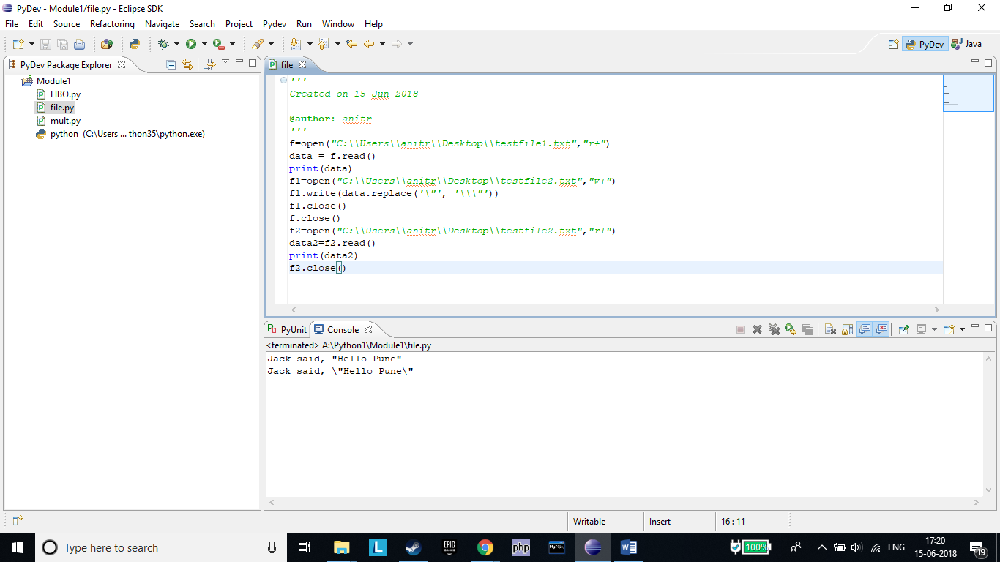 PyDev - Module1/file.py - Eclipse SDK
File Edit Source Refactoring Navigate Search Project Pydev Run Window Help
PyDev Java
PyDev Package Explorer
Module1
FIBO.py
file.py
mult.py
python (C:\Users ... thon35\python.exe)
file
'''
Created on 15-Jun-2018
@author: anitr
'''
f=open("C:\\Users\\anitr\\Desktop\\testfile1.txt","r+")
data = f.read()
print(data)
f1=open("C:\\Users\\anitr\\Desktop\\testfile2.txt","w+")
f1.write(data.replace('\"', '\\\"'))
f1.close()
f.close()
f2=open("C:\\Users\\anitr\\Desktop\\testfile2.txt","r+")
data2=f2.read()
print(data2)
f2.close()
PyUnit Console
<terminated> A:\Python1\Module1\file.py
Jack said, "Hello Pune"
Jack said, \"Hello Pune\"
Writable Insert 16 : 11
Type here to search
L
EPIC GAMES
php
MySQL
W
100%
ENG
17:20
15-06-2018
19